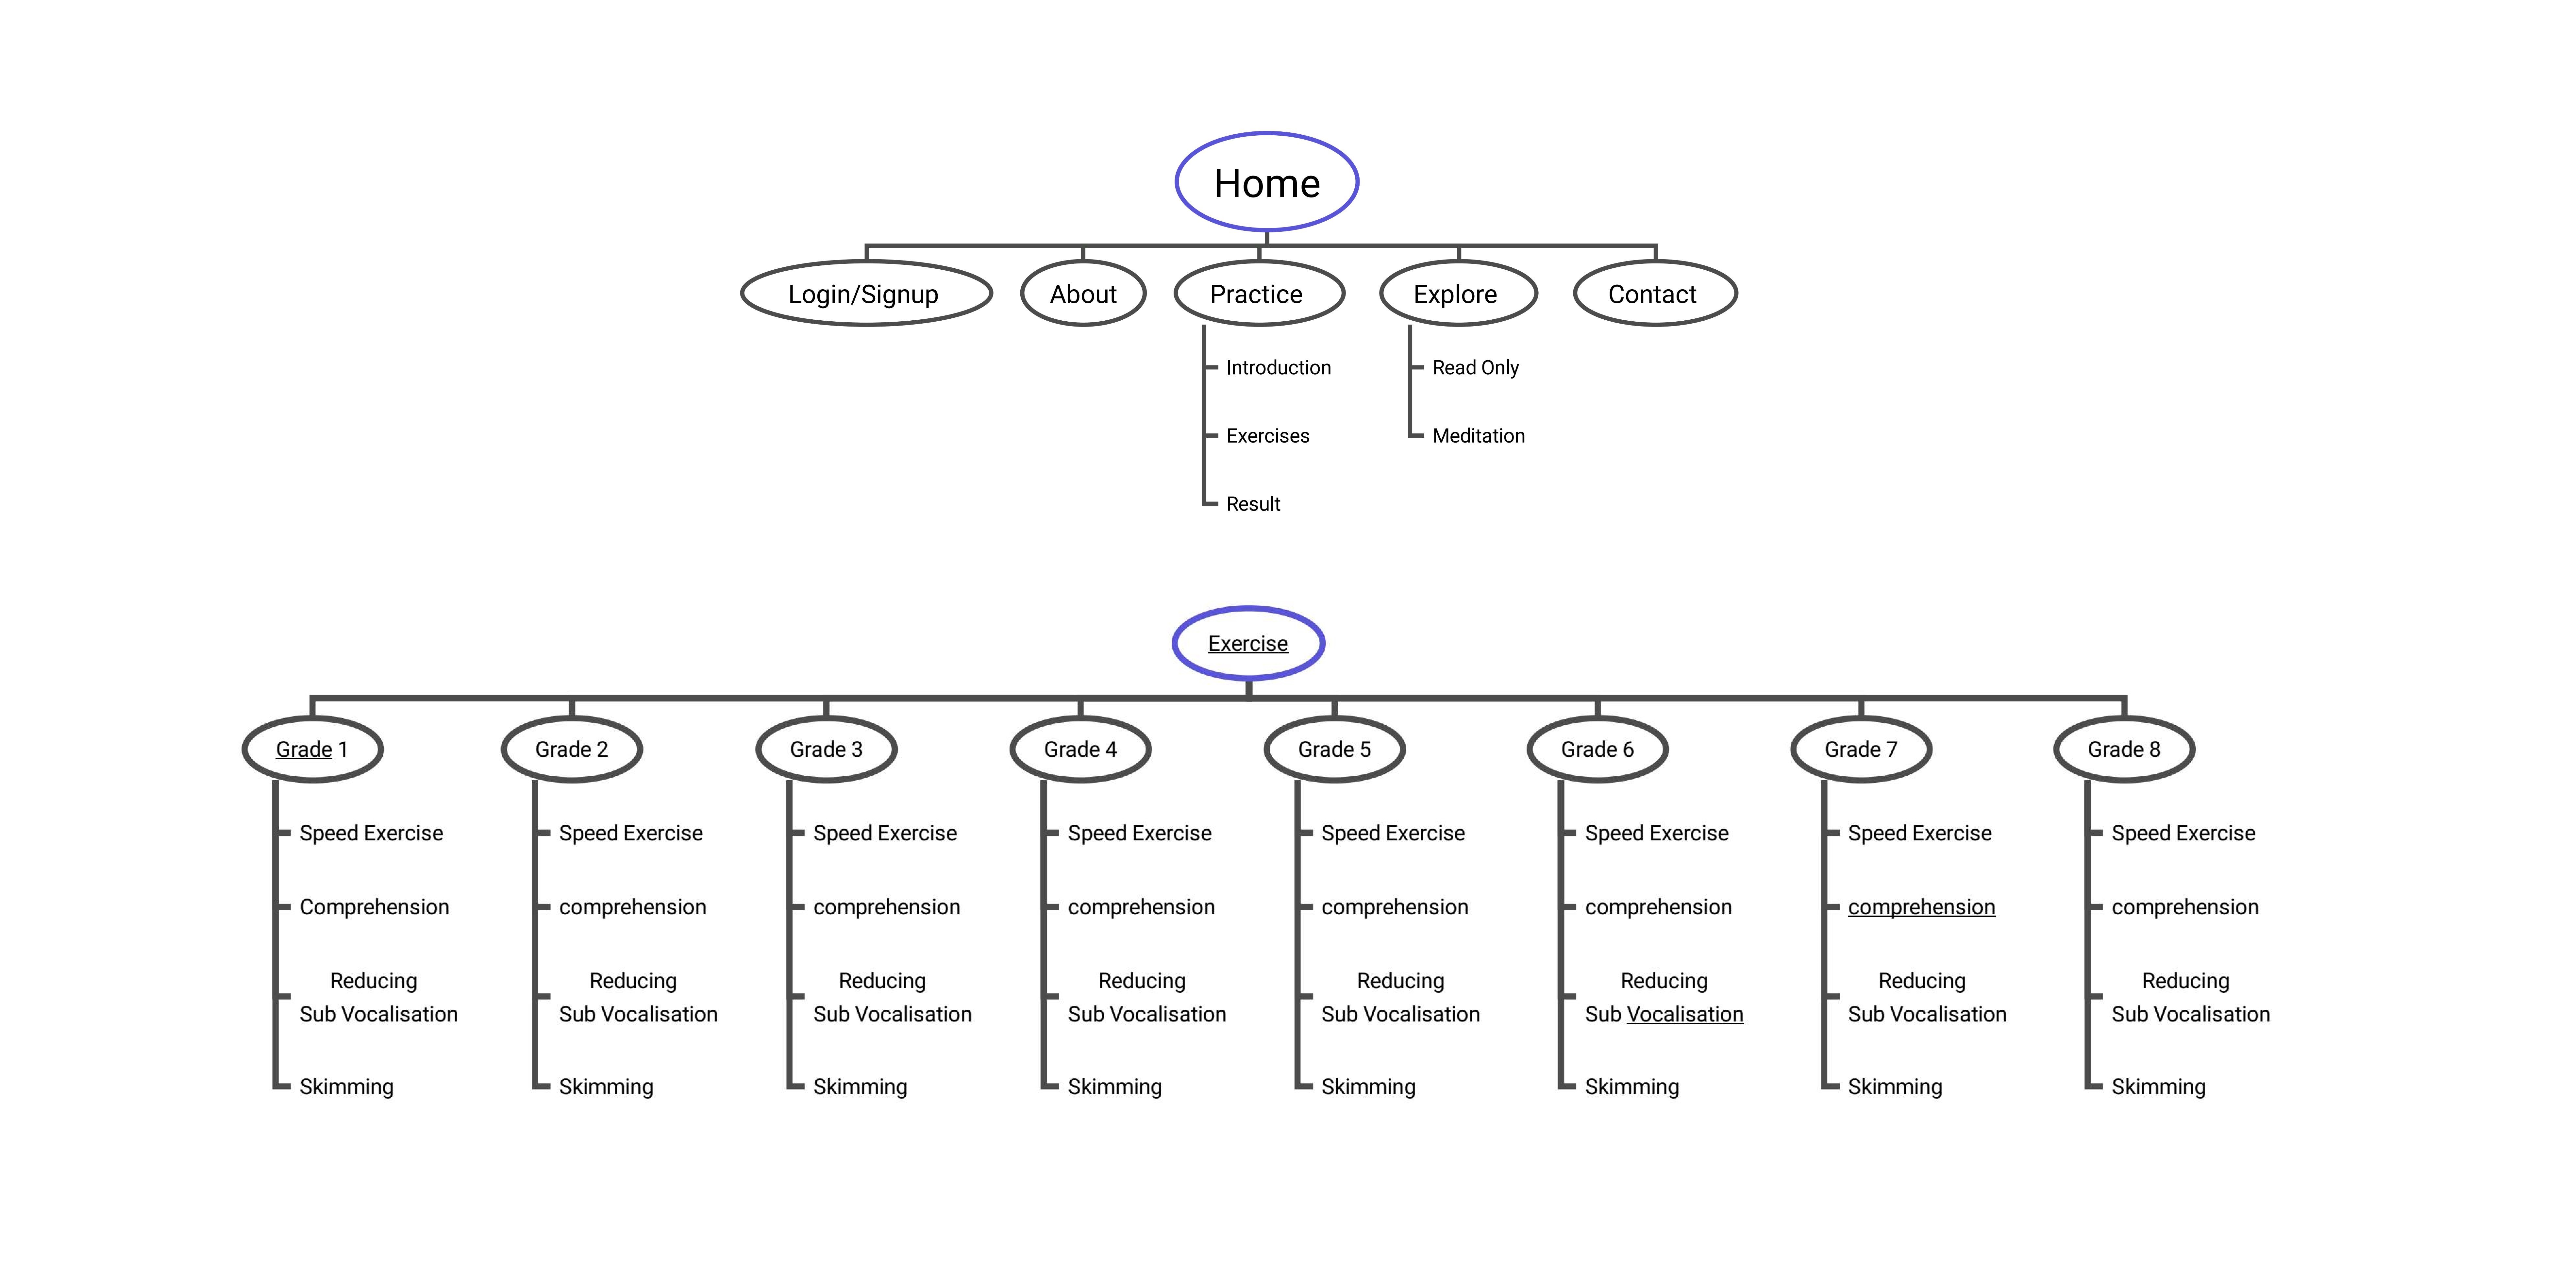 Home
Login/Signup
About
Practice
Explore
Contact
Introduction
Exercises
Result
Read Only
Meditation
Exercise
Grade 1
Speed Exercise
Comprehension
Reducing
Sub Vocalisation
Skimming
Grade 2
Speed Exercise
comprehension
Reducing
Sub Vocalisation
Skimming
Grade 3
Speed Exercise
comprehension
Reducing
Sub Vocalisation
Skimming
Grade 4
Speed Exercise
comprehension
Reducing
Sub Vocalisation
Skimming
Grade 5
Speed Exercise
comprehension
Reducing
Sub Vocalisation
Skimming
Grade 6
Speed Exercise
comprehension
Reducing
Sub Vocalisation
Skimming
Grade 7
Speed Exercise
comprehension
Reducing
Sub Vocalisation
Skimming
Grade 8
Speed Exercise
comprehension
Reducing
Sub Vocalisation
Skimming